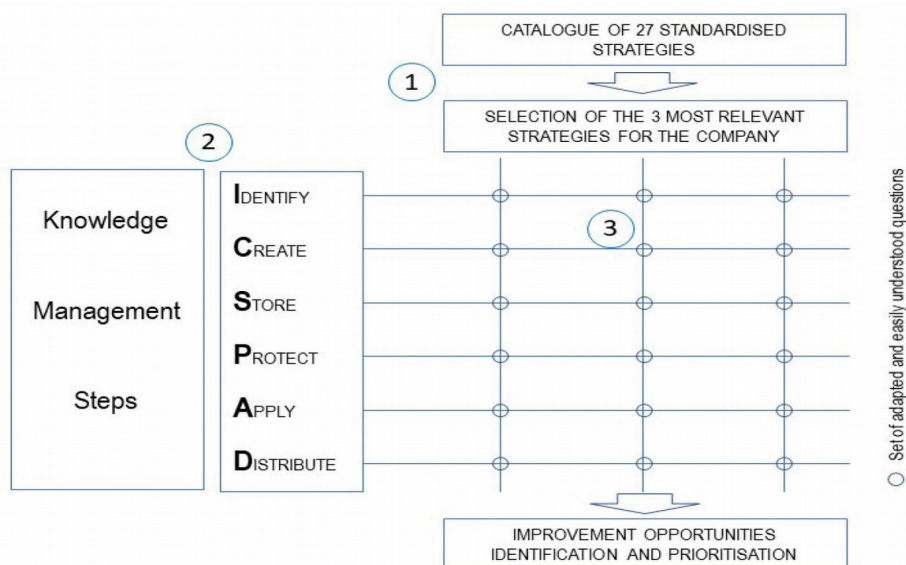 CATALOGUE OF 27 STANDARDISED
STRATEGIES
1
SELECTION OF THE 3 MOST RELEVANT
STRATEGIES FOR THE COMPANY
2
Knowledge
Management
Steps
IDENTIFY
CREATE
STORE
PROTECT
APPLY
DISTRIBUTE
3
Set of adapted and easily understood questions
IMPROVEMENT OPPORTUNITIES
IDENTIFICATION AND PRIORITISATION